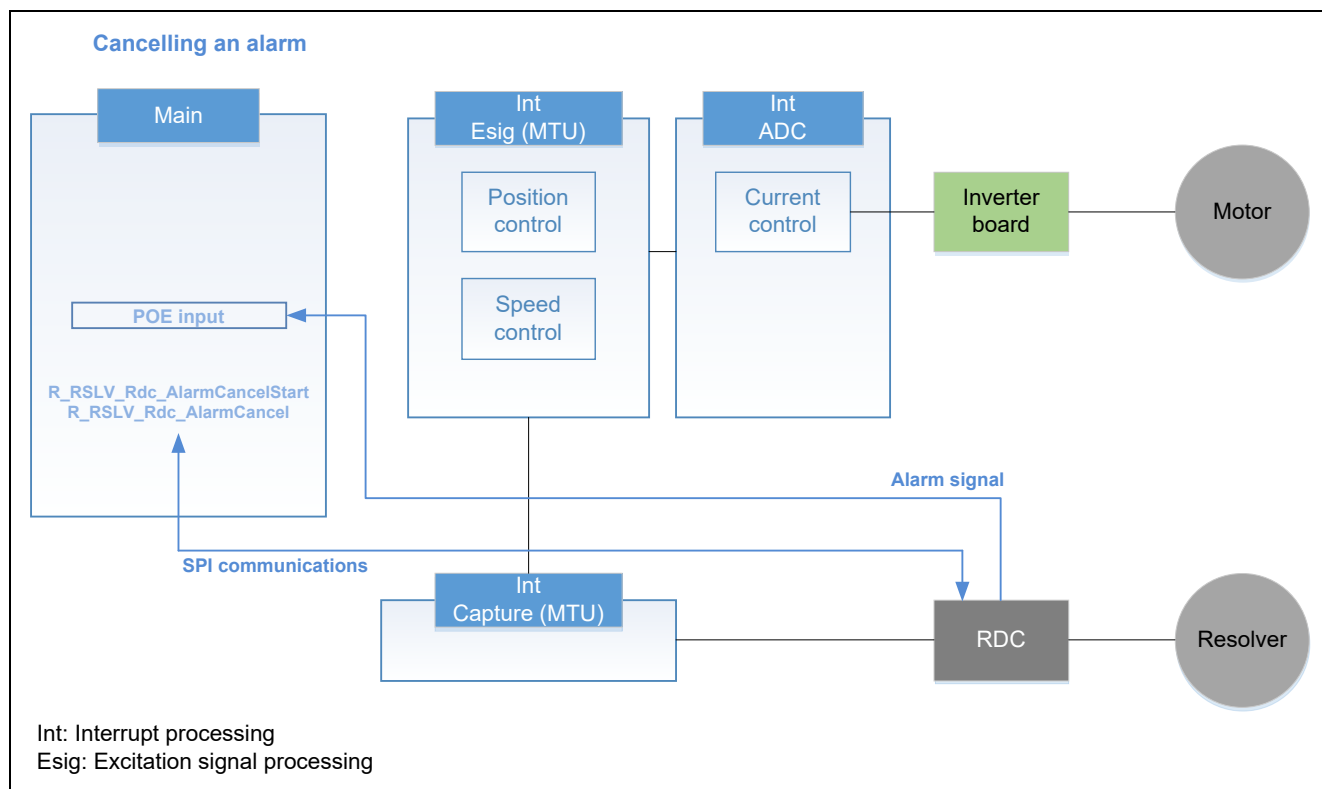 Cancelling an alarm
Main
POE input
R_RSLV_Rdc_AlarmCancelStart
R_RSLV_Rdc_AlarmCancel
Int
Esig (MTU)
Position
control
Speed
control
Int
ADC
Current
control
Inverter
board
Motor
Alarm signal
SPI communications
Int
Capture (MTU)
RDC
Resolver
Int: Interrupt processing
Esig: Excitation signal processing